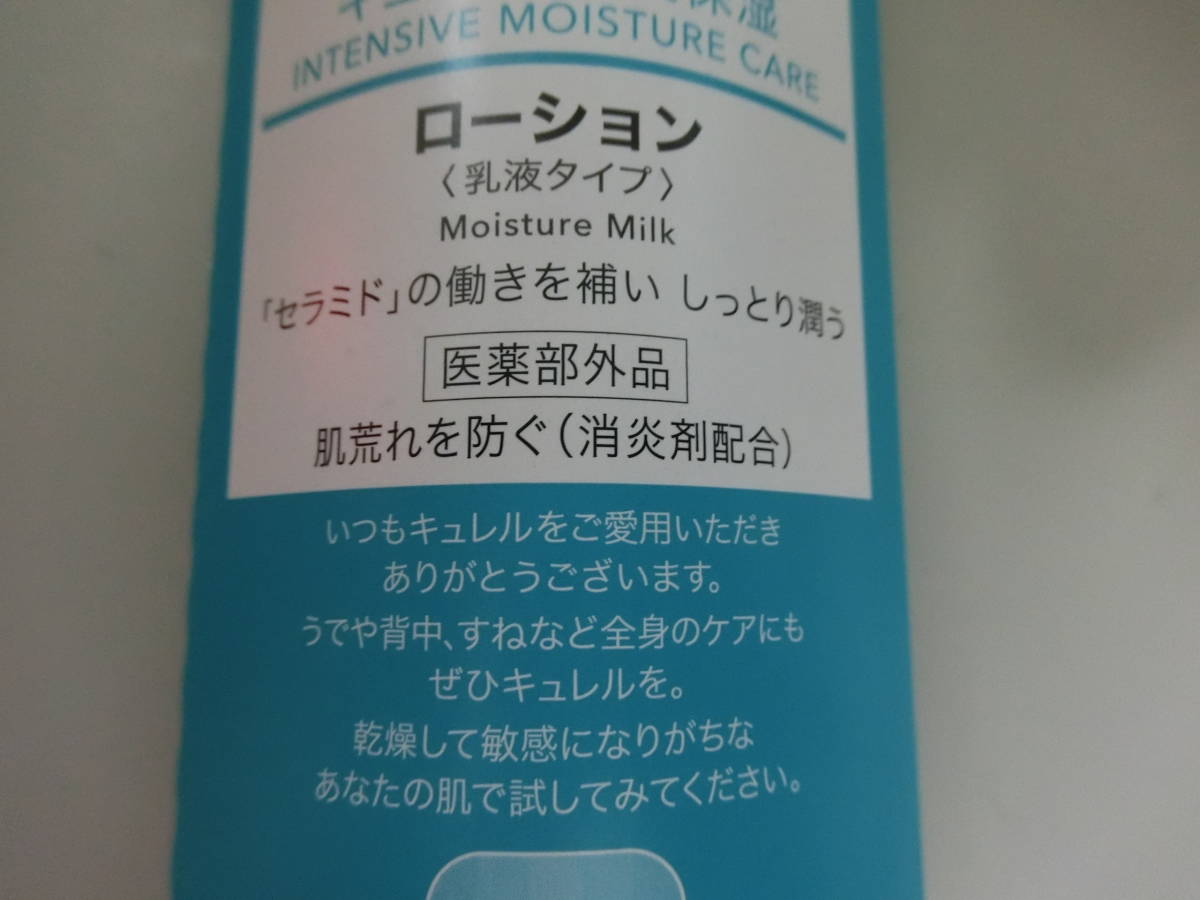 保湿
INTENSIVE MOISTURE CARE
ローション
〈乳液タイプ〉
Moisture Milk
「セラミド」の働きを補い しっとり潤う
医薬部外品
肌荒れを防ぐ（消炎剤配合）
いつもキュレルをご愛用いただき
ありがとうございます。
うでや背中、すねなど全身のケアにも
ぜひキュレルを。
乾燥して敏感になりがちな
あなたの肌で試してみてください。